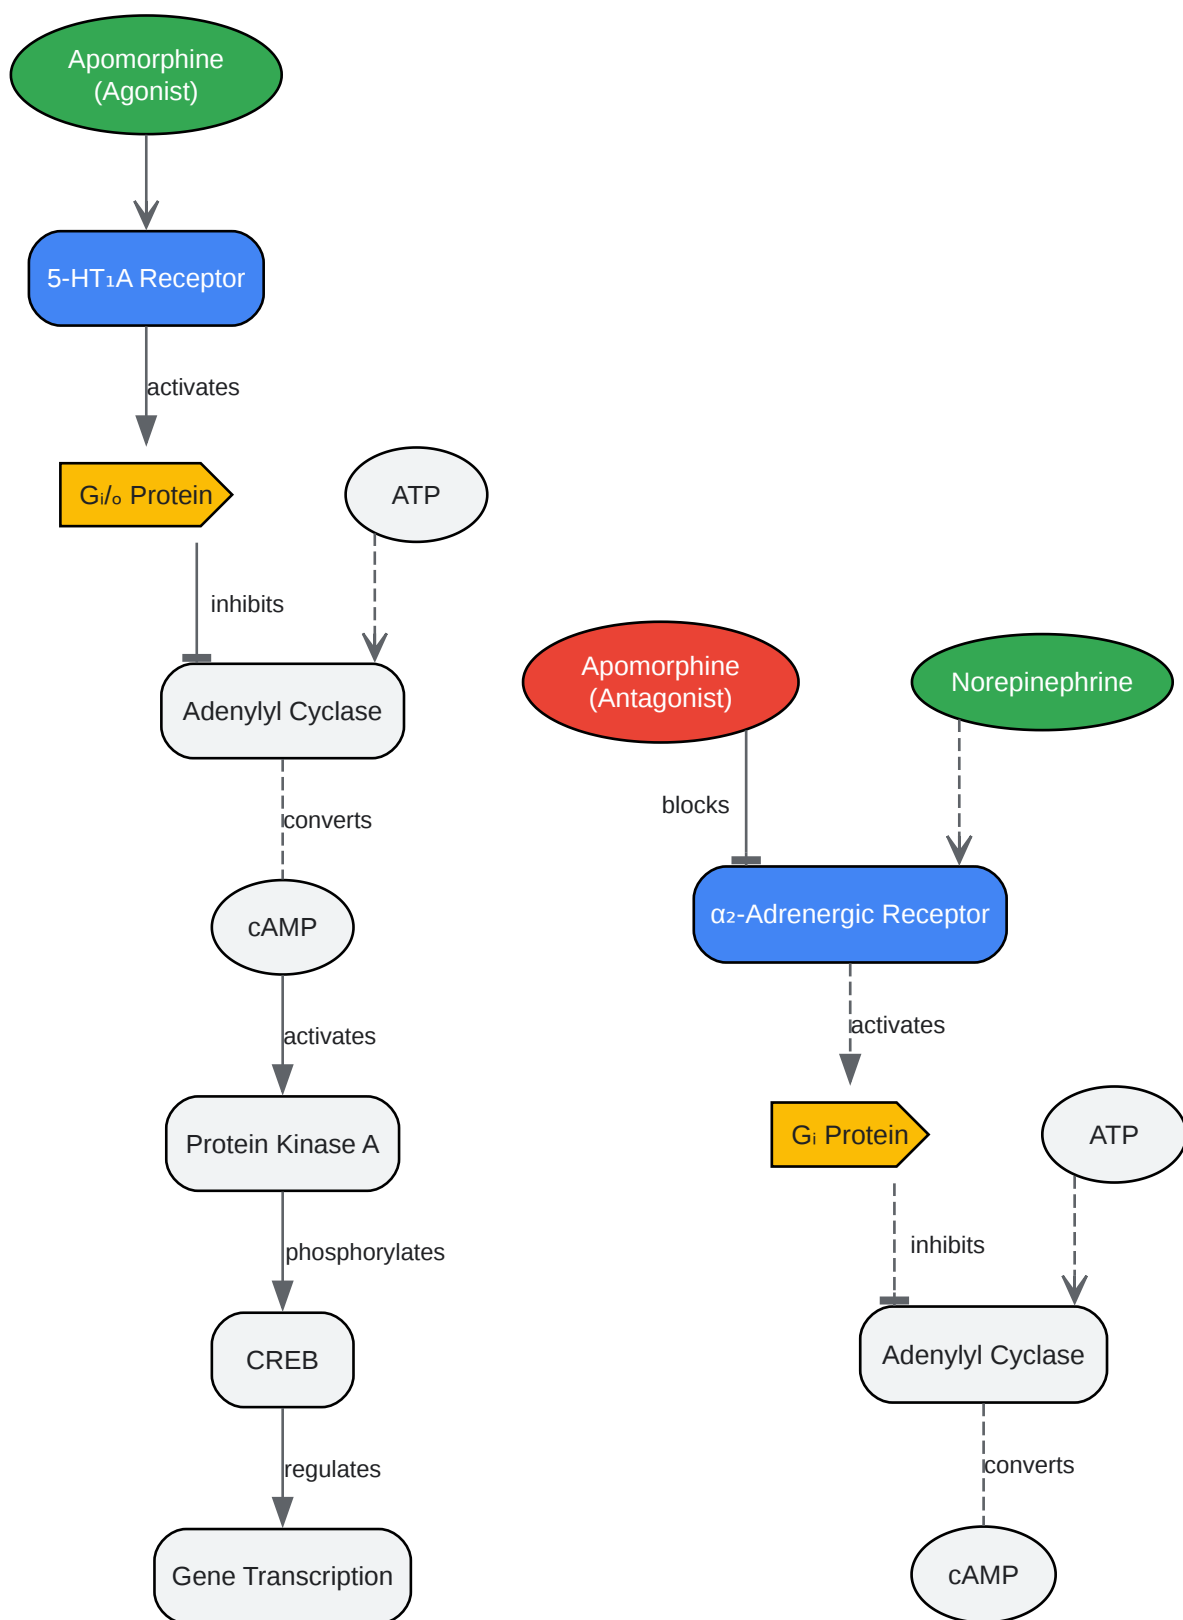 Apomorphine
(Agonist)
5-HT₁A Receptor
activates
Gᵢ/ₒ Protein
ATP
inhibits
Adenylyl Cyclase
converts
cAMP
activates
Protein Kinase A
phosphorylates
CREB
regulates
Gene Transcription
Apomorphine
(Antagonist)
Norepinephrine
blocks
α₂-Adrenergic Receptor
activates
Gᵢ Protein
ATP
inhibits
Adenylyl Cyclase
converts
cAMP